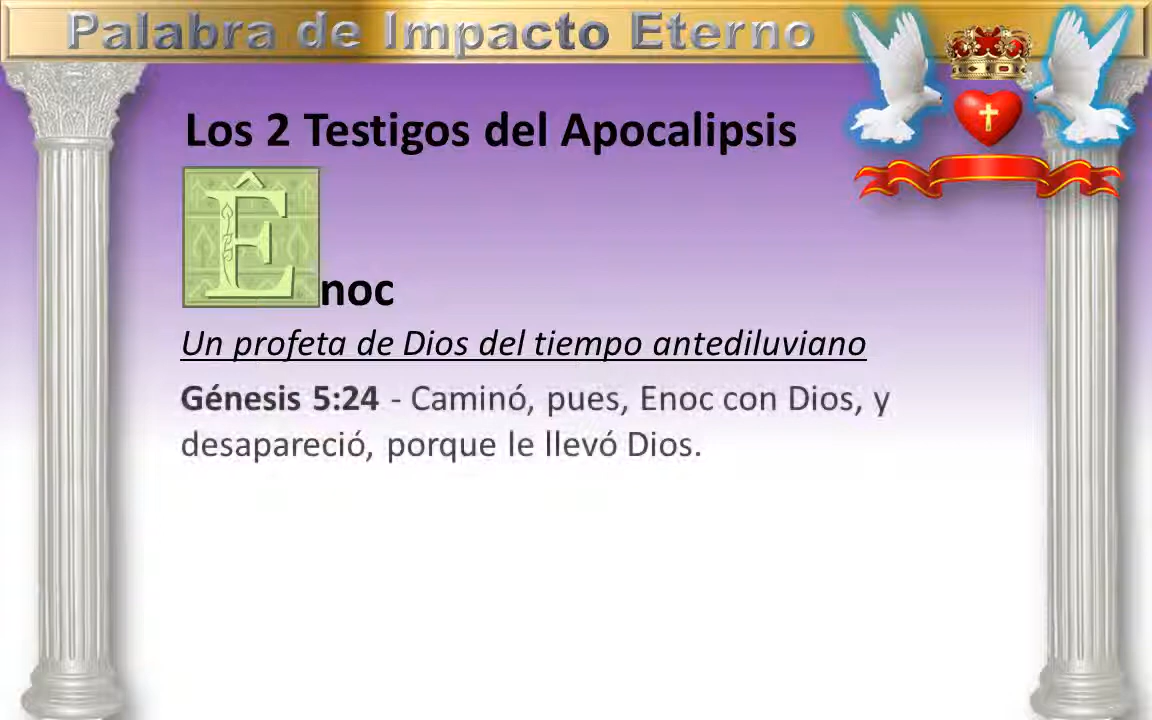 Palabra de Impacto Eterno
Los 2 Testigos del Apocalipsis
Ênoc
Un profeta de Dios del tiempo antediluviano
Génesis 5:24 - Caminó, pues, Enoc con Dios, y
desapareció, porque le llevó Dios.